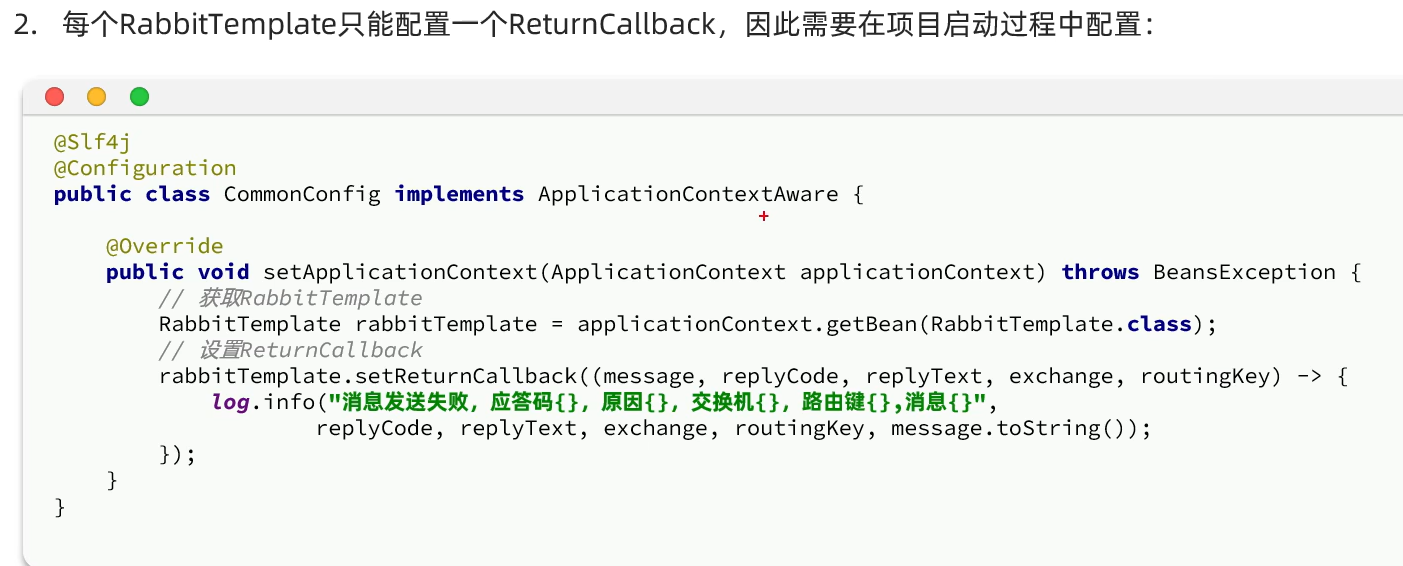 2. 每个RabbitTemplate只能配置一个ReturnCallback，因此需要在项目启动过程中配置：
@Slf4j
@Configuration
public class CommonConfig implements ApplicationContextAware {
@Override
public void setApplicationContext(ApplicationContext applicationContext) throws BeansException {
// 获取RabbitTemplate
RabbitTemplate rabbitTemplate = applicationContext.getBean(RabbitTemplate.class);
// 设置ReturnCallback
rabbitTemplate.setReturnCallback((message, replyCode, replyText, exchange, routingKey) -> {
log.info("消息发送失败，应答码{}，原因{}，交换机{}，路由键{},消息{}",
replyCode, replyText, exchange, routingKey, message.toString());
});
}
}